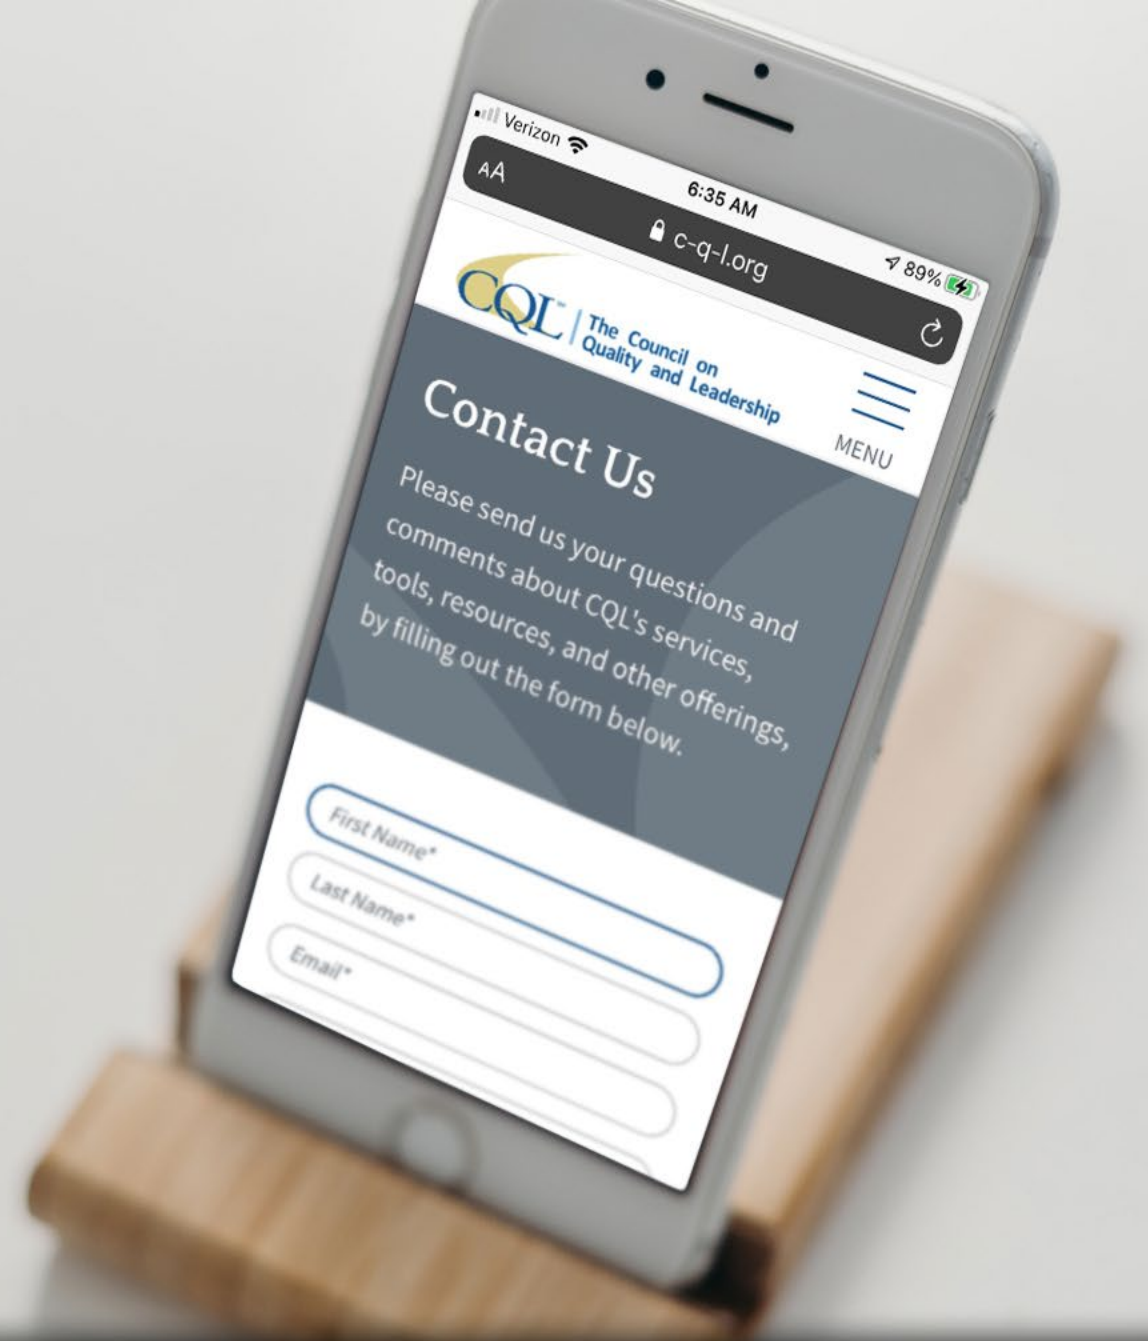 Verizon
6:35 AM
89%
AA
c-q-l.org
CQL™
The Council on
Quality and Leadership
MENU
Contact Us
Please send us your questions and
comments about CQL's services,
tools, resources, and other offerings,
by filling out the form below.
First Name*
Last Name*
Email*